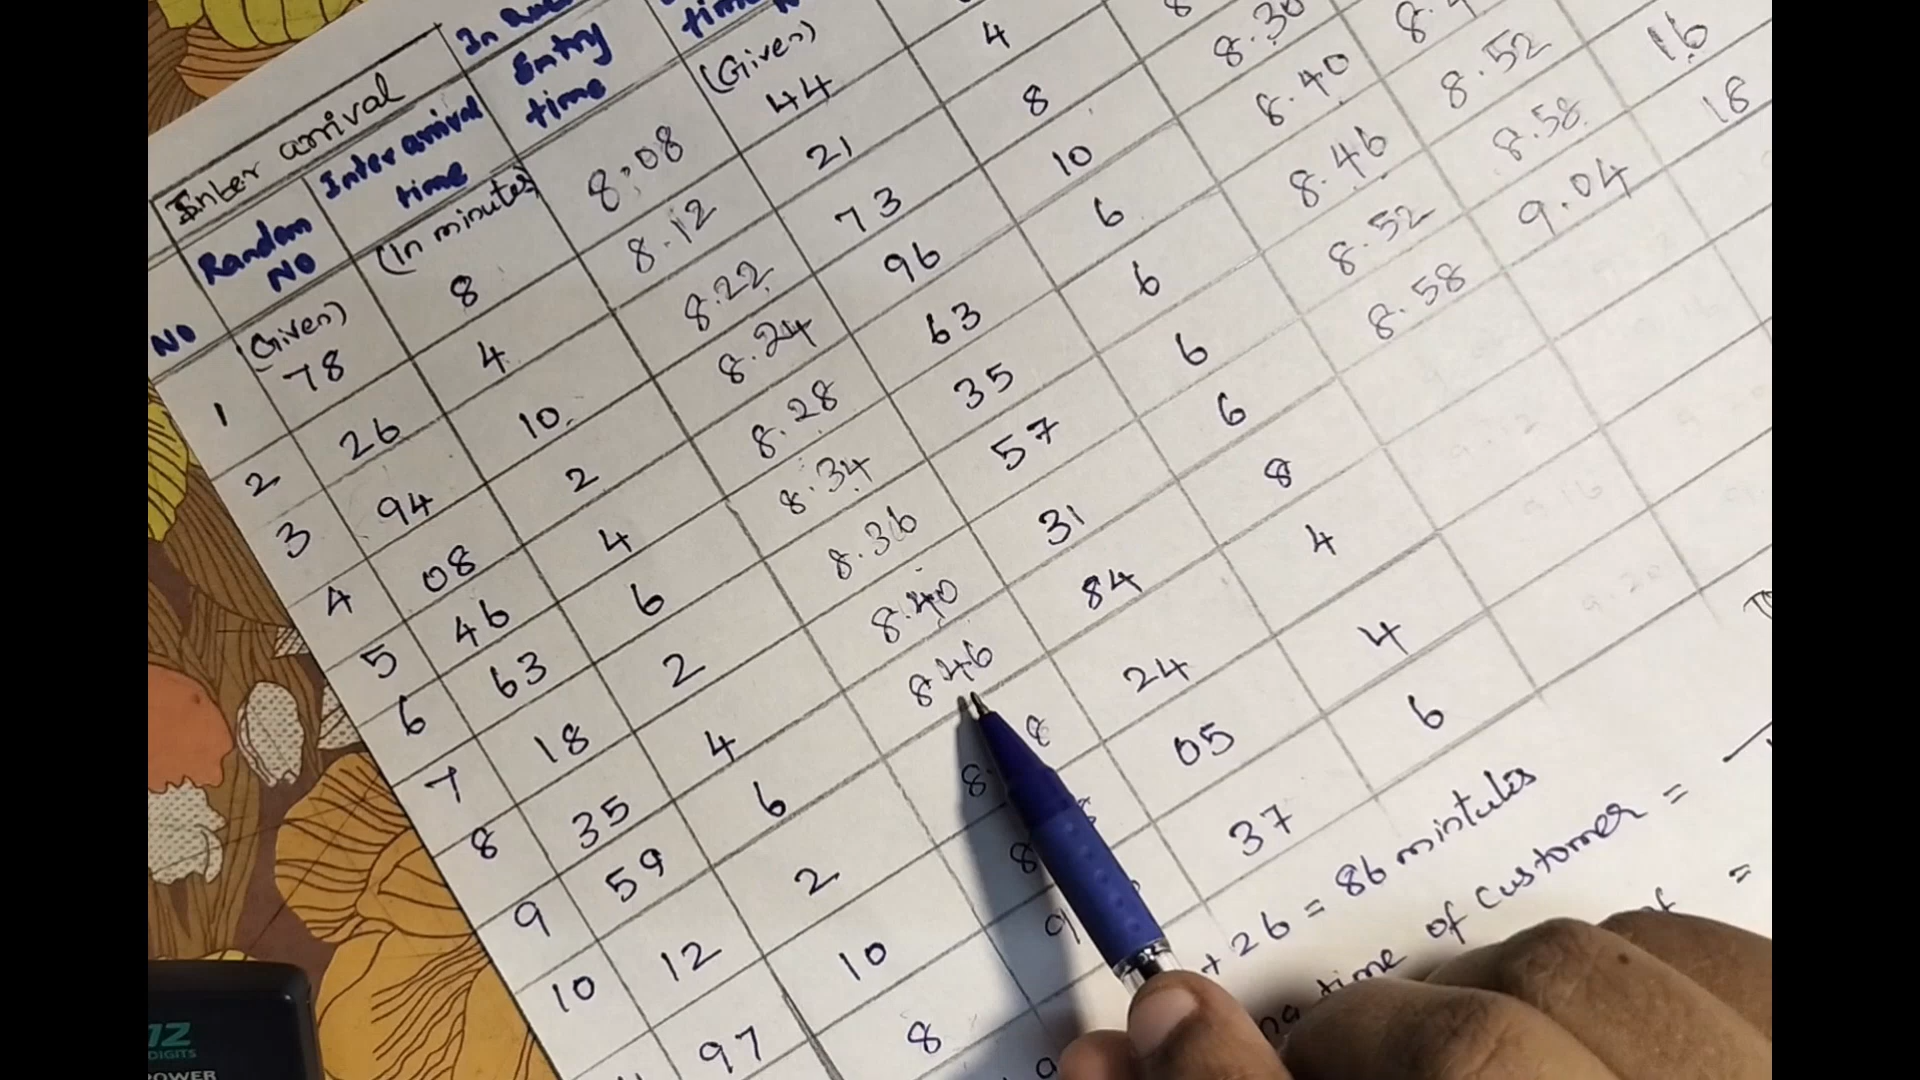 Inter arrival
NO
Random NO
Inter arrival time
Entry time
(Given)
(In minutes)
(Given)
1 78 8 8:08 44 4
2 26 4 8.12 21 8 8.30
3 94 10 8.22 73 10 8.40 8.52 16
4 08 2 8.24 96 6 8.46 8.58 18
5 46 4 8.28 63 6 8.52 9.04
6 63 6 8.34 35 6 8.58
7 18 2 8.36 57 6
8 35 4 8.40 31 8
9 59 6 8.46 84 4
10 12 2 24 4
97 10 05 6
8 37
+ 26 = 86 mintules
time of customer =
=
12
DIGITS
POWER